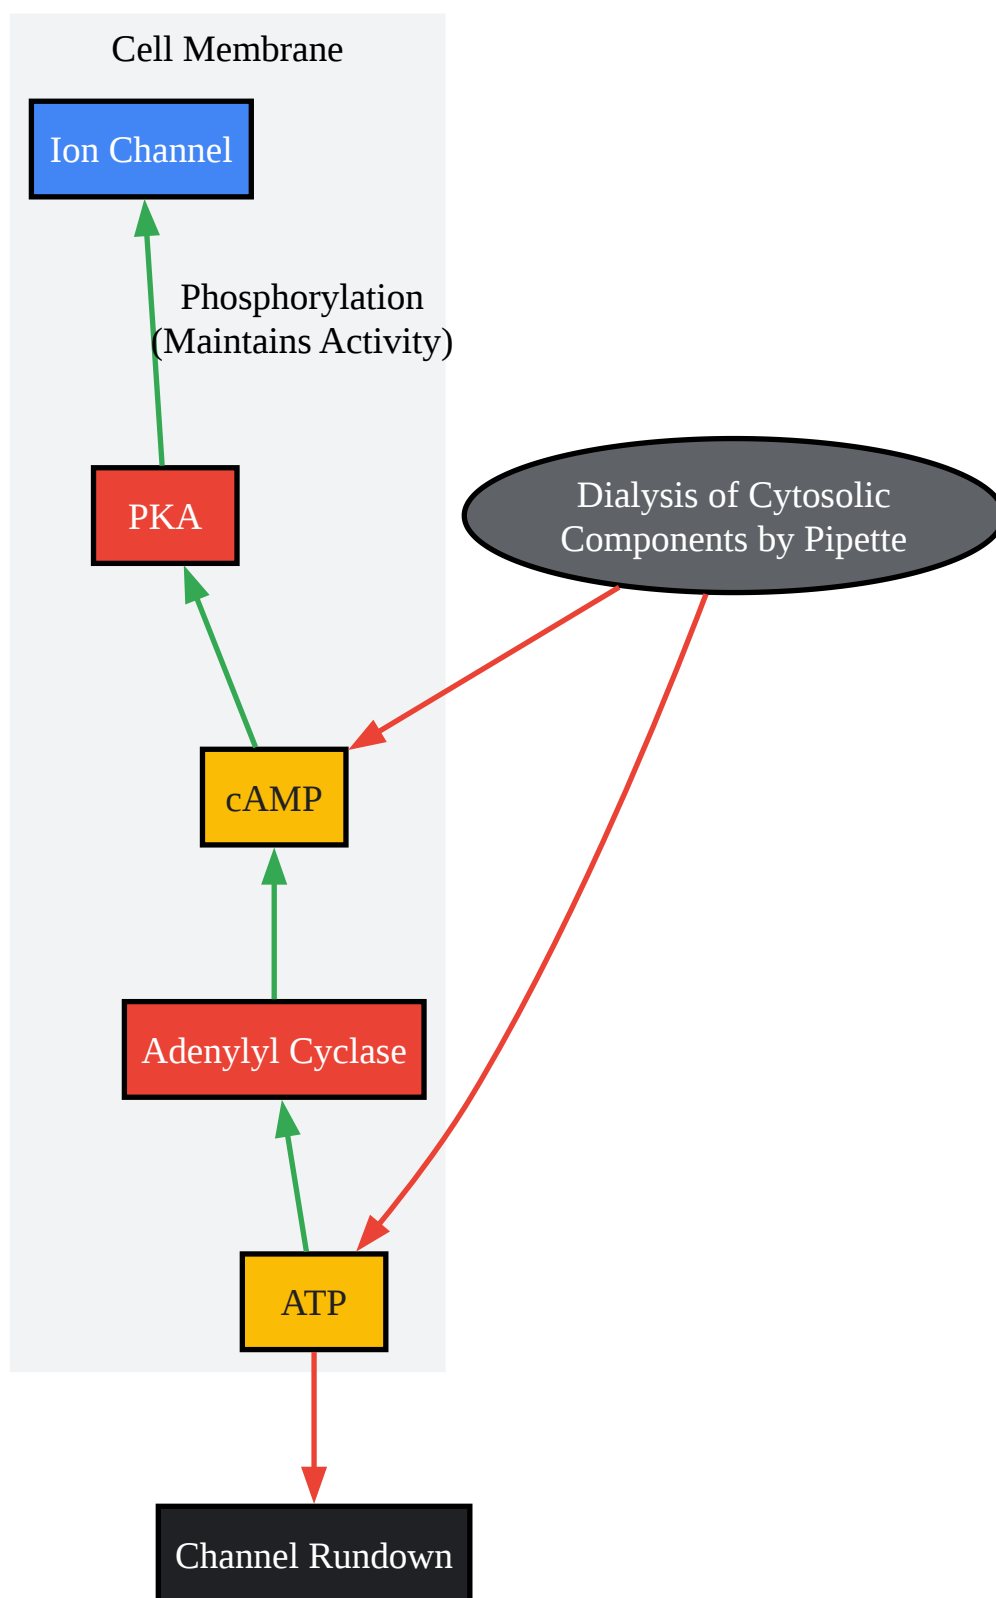 Cell Membrane
Ion Channel
Phosphorylation
(Maintains Activity)
PKA
Dialysis of Cytosolic
Components by Pipette
cAMP
Adenylyl Cyclase
ATP
Channel Rundown